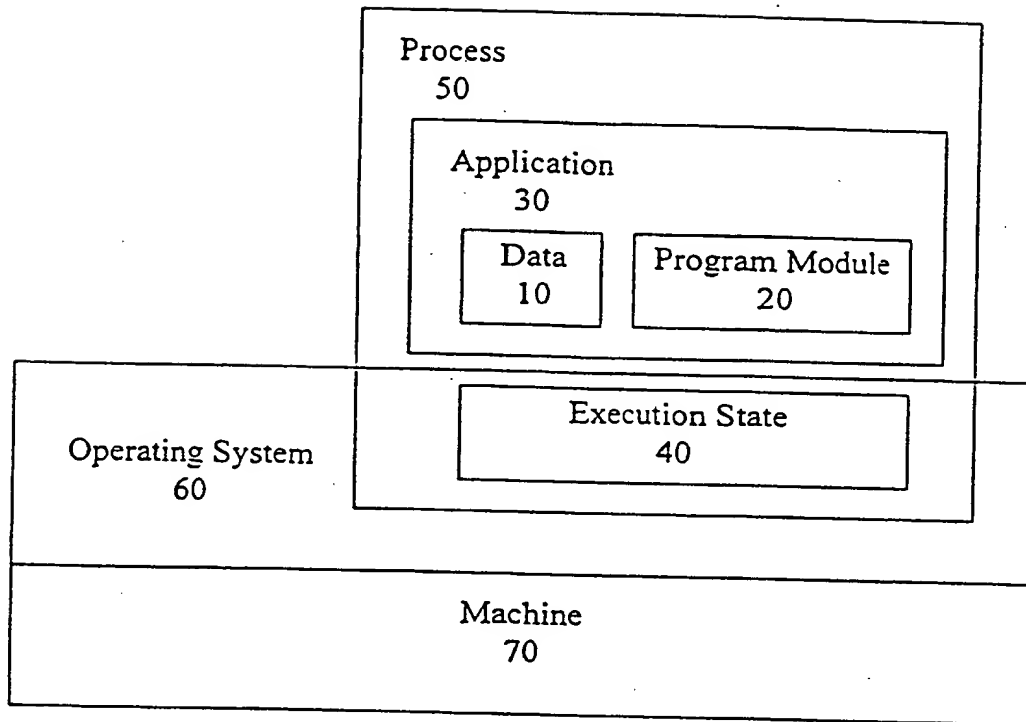 Process
50
Application
30
Data
10
Program Module
20
Execution State
40
Operating System
60
Machine
70